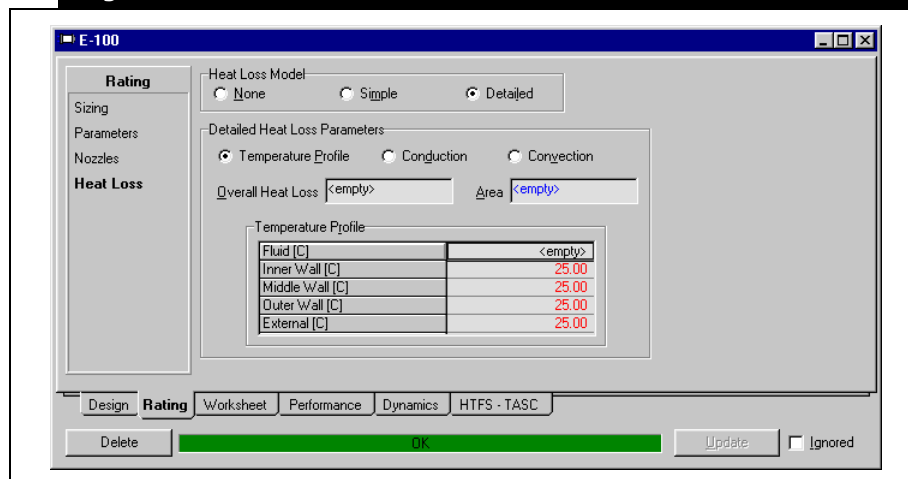 E-100
Rating
Sizing
Parameters
Nozzles
Heat Loss
Heat Loss Model
None Simple Detailed
Detailed Heat Loss Parameters
Temperature Profile Conduction Convection
Overall Heat Loss <empty> Area <empty>
Temperature Profile
Fluid [C] <empty>
Inner Wall [C] 25.00
Middle Wall [C] 25.00
Outer Wall [C] 25.00
External [C] 25.00
Design Rating Worksheet Performance Dynamics HTFS - TASC
Delete OK Update Ignored